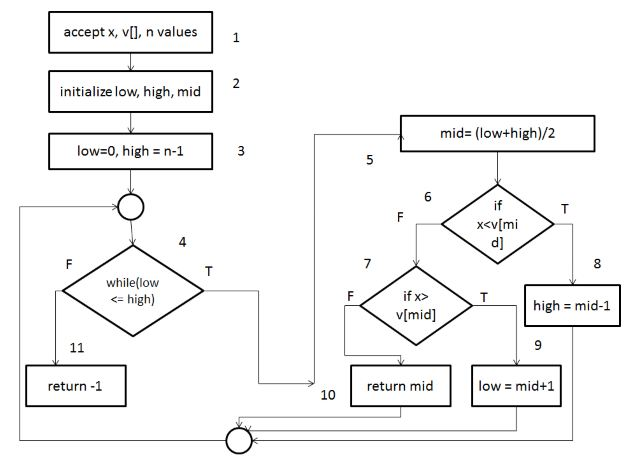 accept x, v[], n values
1
initialize low, high, mid
2
low=0, high = n-1
3
mid= (low+high)/2
5
6
if
x<v[mi
d]
F
T
4
while(low
<= high)
F
T
7
if x>
v[mid]
F
T
8
high = mid-1
9
11
return -1
10
return mid
low = mid+1